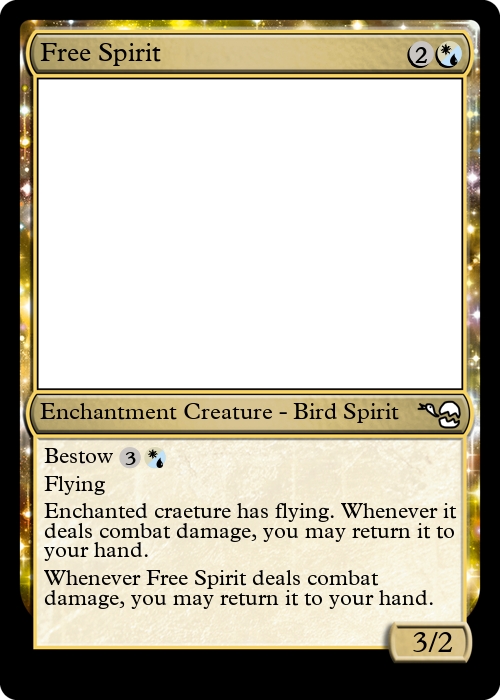 Free Spirit 2
Enchantment Creature - Bird Spirit
Bestow 3
Flying
Enchanted craeture has flying. Whenever it
deals combat damage, you may return it to
your hand.
Whenever Free Spirit deals combat
damage, you may return it to your hand.
3/2